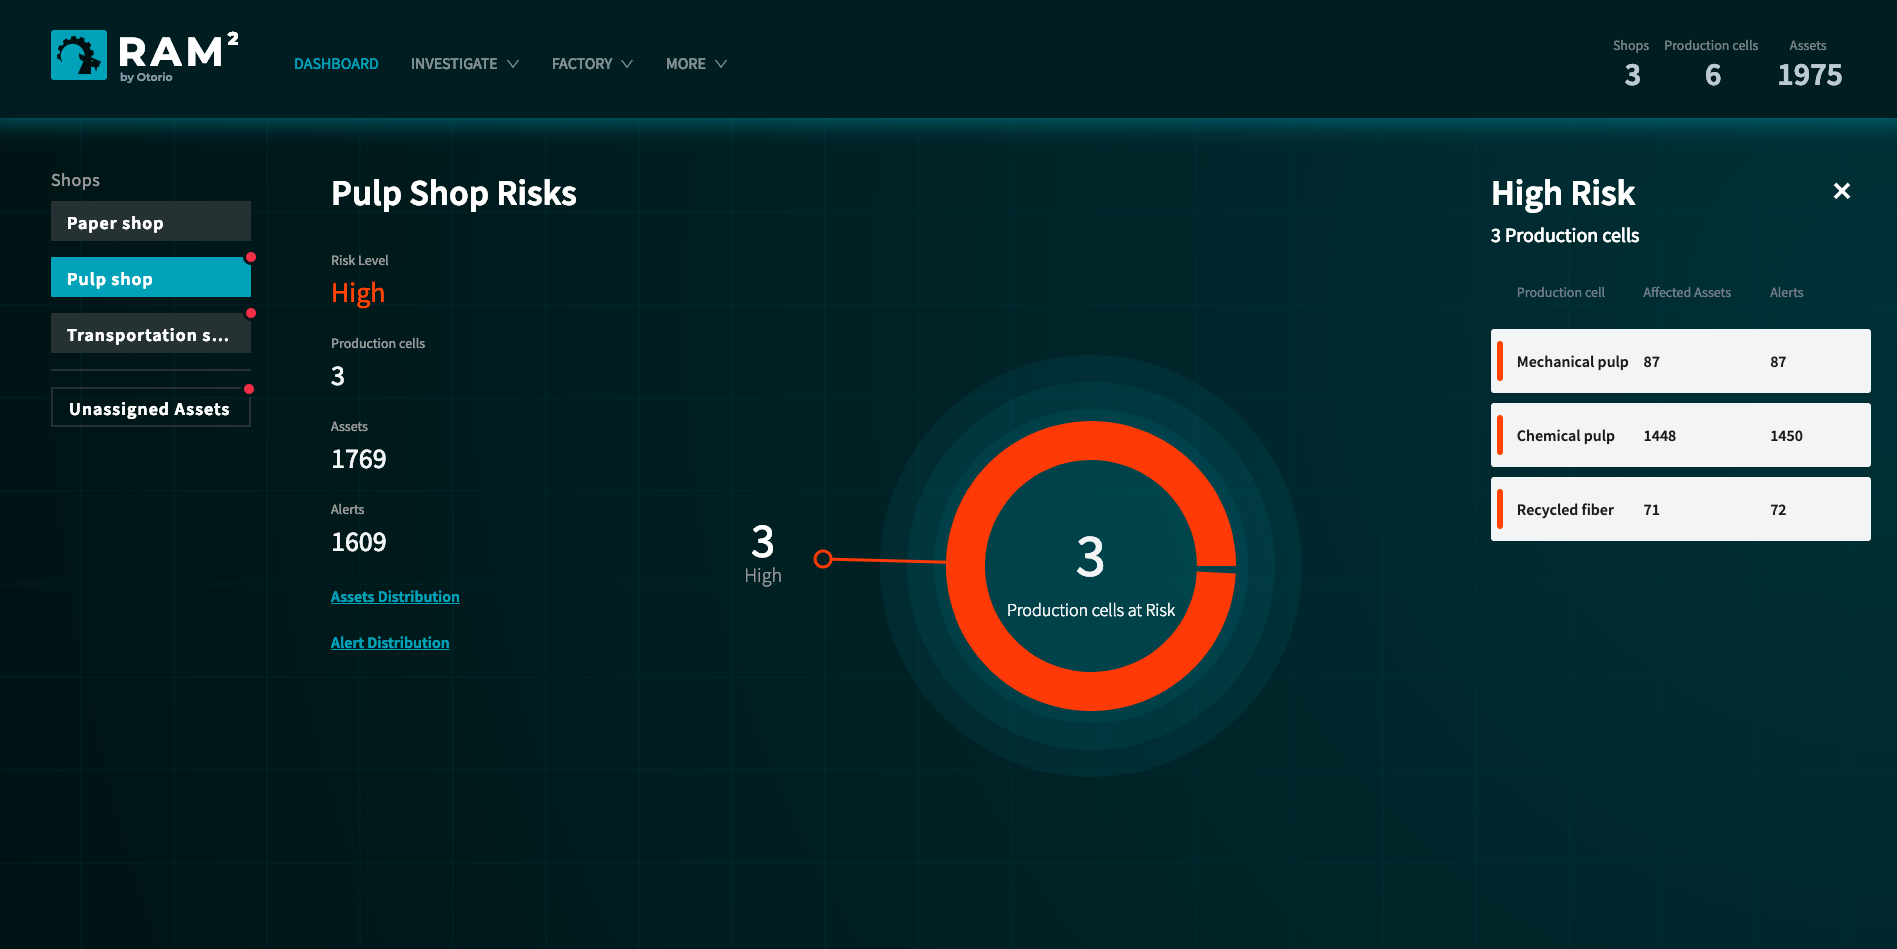 RAM²
by Otorio
DASHBOARD INVESTIGATE FACTORY MORE
Shops Production cells Assets
3 6 1975
Shops
Paper shop
Pulp shop
Transportation s...
Unassigned Assets
Pulp Shop Risks
Risk Level
High
Production cells
3
Assets
1769
Alerts
1609
Assets Distribution
Alert Distribution
3
High
3
Production cells at Risk
High Risk
3 Production cells
Production cell Affected Assets Alerts
Mechanical pulp 87 87
Chemical pulp 1448 1450
Recycled fiber 71 72